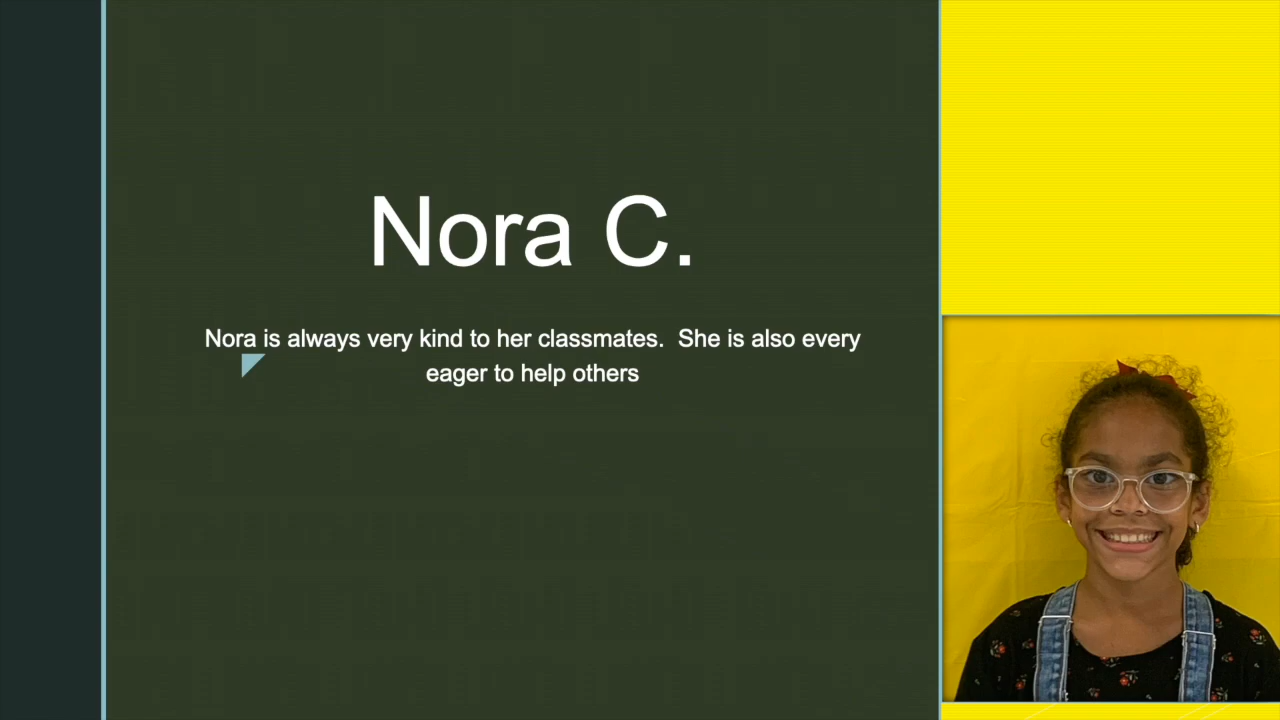 Nora C.
Nora is always very kind to her classmates.  She is also every
eager to help others